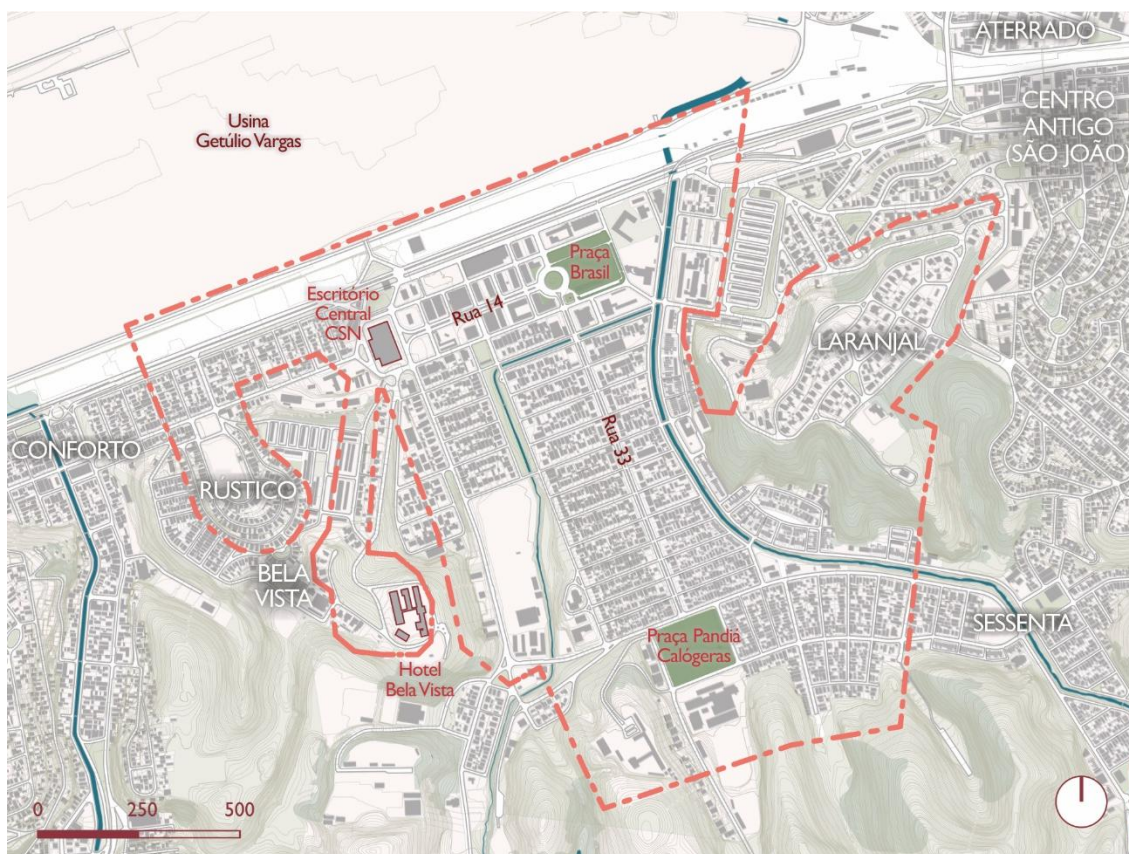 ATERRADO
CENTRO
ANTIGO
(SÃO JOÃO)
Usina
Getúlio Vargas
Praça
Brasil
Escritório
Central
CSN
Rua 14
LARANJAL
Rua 33
CONFORTO
RUSTICO
BELA
VISTA
SESSENTA
Praça Pandiá
Calógeras
Hotel
Bela Vista
0 250 500